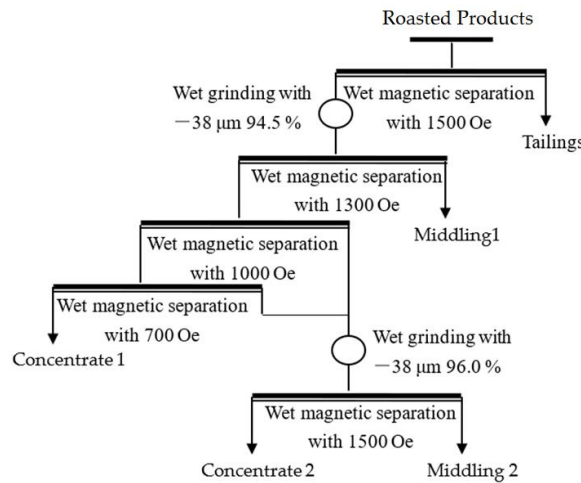 Roasted Products
Wet grinding with
−38 μm 94.5 %
Wet magnetic separation
with 1500 Oe
Tailings
Wet magnetic separation
with 1300 Oe
Middling1
Wet magnetic separation
with 1000 Oe
Wet magnetic separation
with 700 Oe
Concentrate 1
Wet grinding with
−38 μm 96.0 %
Wet magnetic separation
with 1500 Oe
Concentrate 2
Middling 2